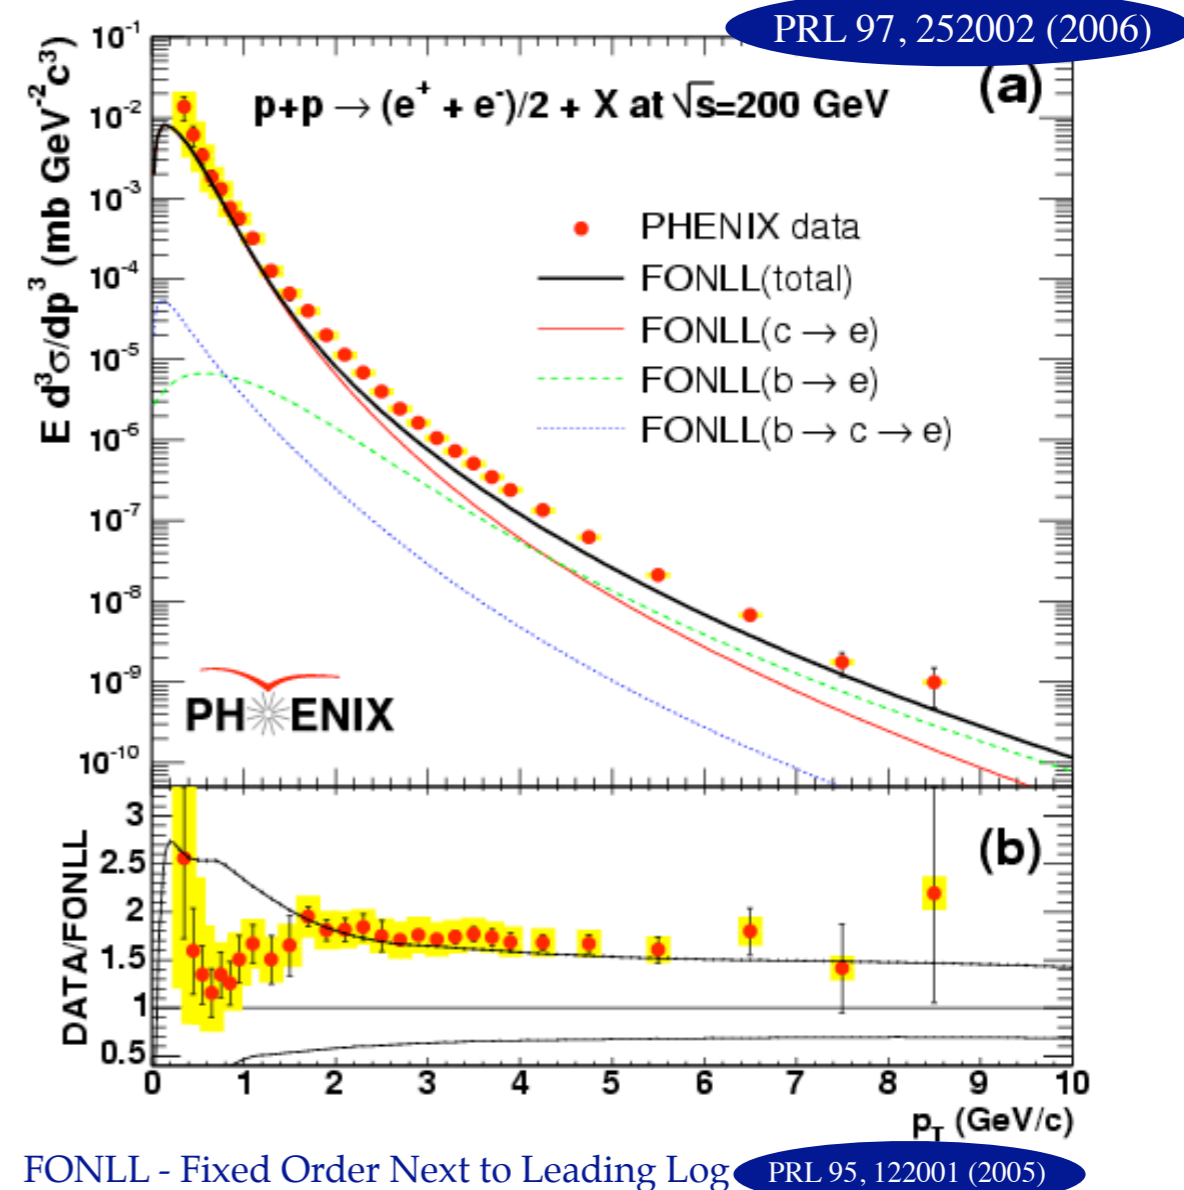 PRL 97, 252002 (2006)
(a)
p+p → (e⁺ + e⁻)/2 + X at √s=200 GeV
E d³σ/dp³ (mb GeV⁻²c³)
10⁻¹
10⁻²
10⁻³
10⁻⁴
10⁻⁵
10⁻⁶
10⁻⁷
10⁻⁸
10⁻⁹
10⁻¹⁰
PHENIX data
FONLL(total)
FONLL(c → e)
FONLL(b → e)
FONLL(b → c → e)
PHENIX
(b)
DATA/FONLL
3
2.5
2
1.5
1
0.5
0 1 2 3 4 5 6 7 8 9 10
p_T (GeV/c)
FONLL - Fixed Order Next to Leading Log
PRL 95, 122001 (2005)